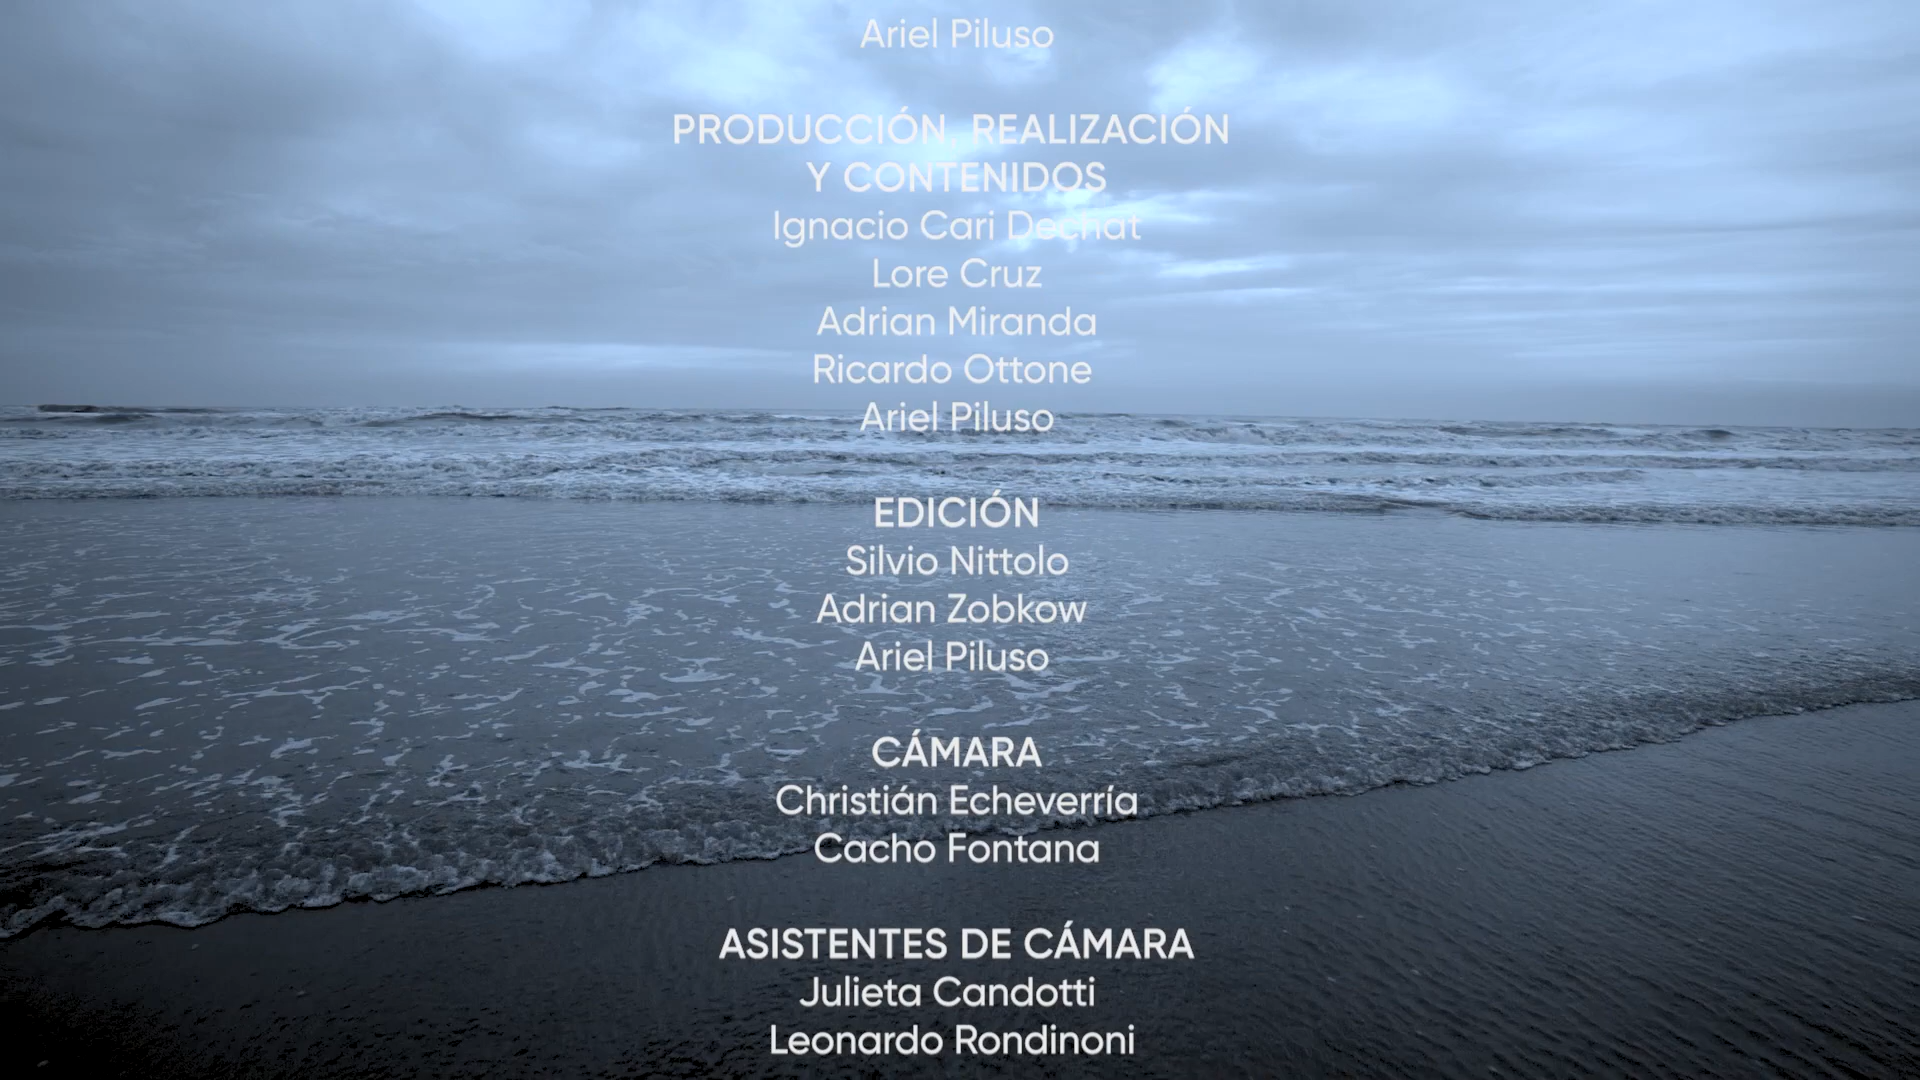 Ariel Piluso
PRODUCCIÓN, REALIZACIÓN
Y CONTENIDOS
Ignacio Cari Dechat
Lore Cruz
Adrian Miranda
Ricardo Ottone
Ariel Piluso
EDICIÓN
Silvio Nittolo
Adrian Zobkow
Ariel Piluso
CÁMARA
Christián Echeverría
Cacho Fontana
ASISTENTES DE CÁMARA
Julieta Candotti
Leonardo Rondinoni